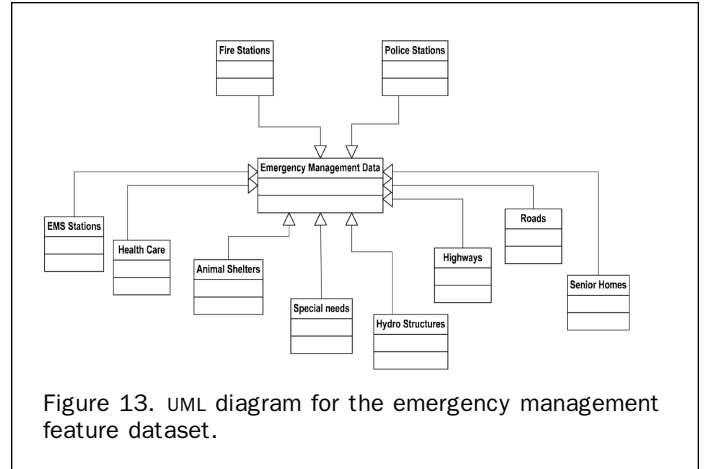 Fire Stations
Police Stations
Emergency Management Data
EMS Stations
Health Care
Animal Shelters
Special needs
Hydro Structures
Highways
Roads
Senior Homes
Figure 13. UML diagram for the emergency management
feature dataset.